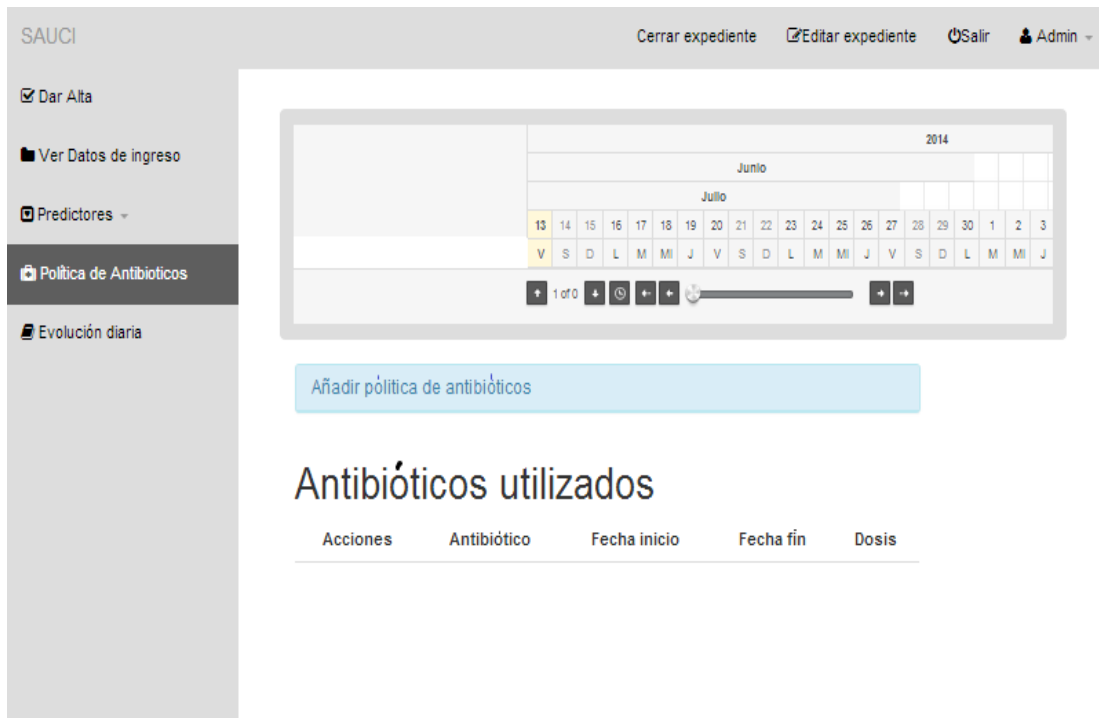 SAUCI
Cerrar expediente Editar expediente Salir Admin
Dar Alta
Ver Datos de ingreso
Predictores
Política de Antibioticos
Evolución diaria
2014
Junio
Julio
13 14 15 16 17 18 19 20 21 22 23 24 25 26 27 28 29 30 1 2 3
V S D L M MI J V S D L M MI J V S D L M MI J
1 of 0
Añadir pólitica de antibióticos
Antibióticos utilizados
Acciones Antibiótico Fecha inicio Fecha fín Dosis